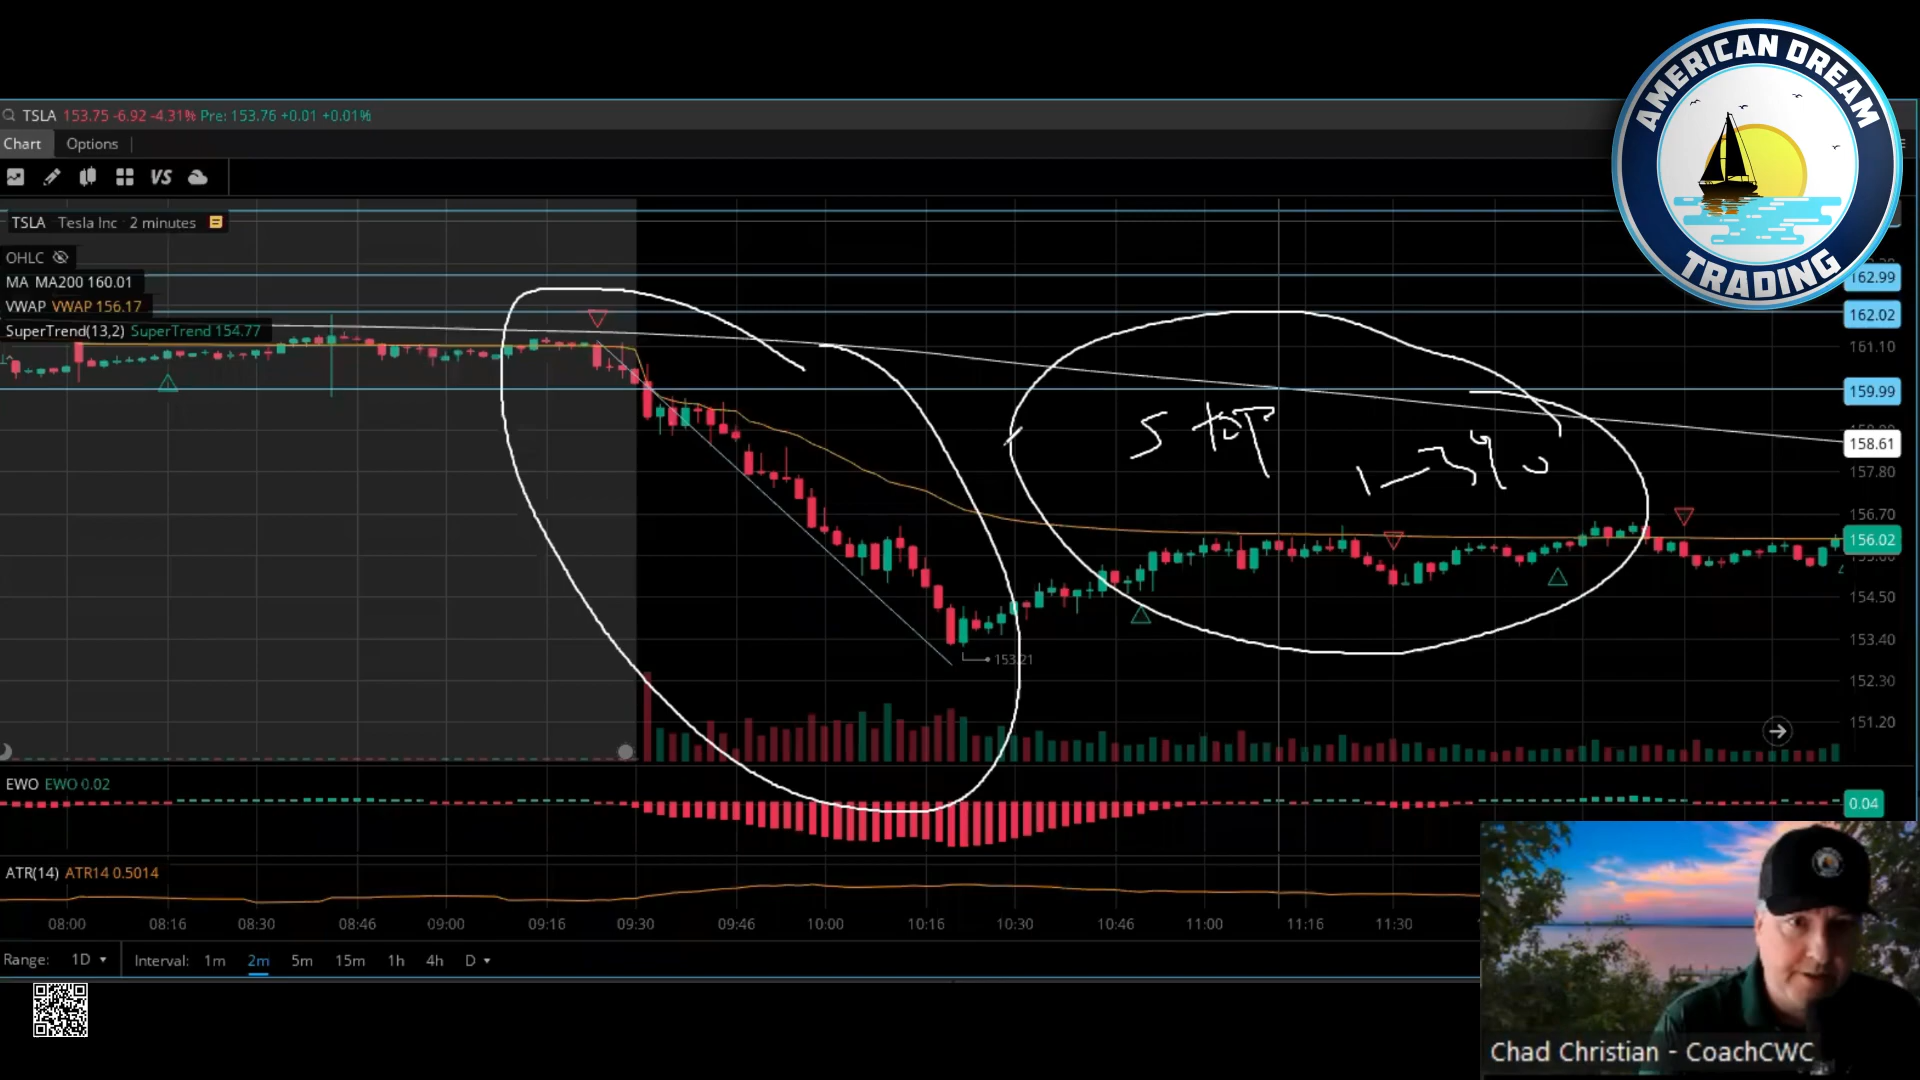 AMERICAN DREAM
TRADING
TSLA 153.75 -6.92 -4.31% Pre: 153.76 +0.01 +0.01%
Chart Options
VS
TSLA Tesla Inc 2 minutes
OHLC
MA MA200 160.01
VWAP VWAP 156.17
SuperTrend(13,2) SuperTrend 154.77
162.99
162.02
161.10
159.99
158.61
157.80
156.70
156.02
154.50
153.40
152.30
151.20
Stop
1-3%
153.21
EWO EWO 0.02
0.04
ATR(14) ATR14 0.5014
08:00 08:16 08:30 08:46 09:00 09:16 09:30 09:46 10:00 10:16 10:30 10:46 11:00 11:16 11:30
Range: 1D Interval: 1m 2m 5m 15m 1h 4h D
Chad Christian - CoachCWC